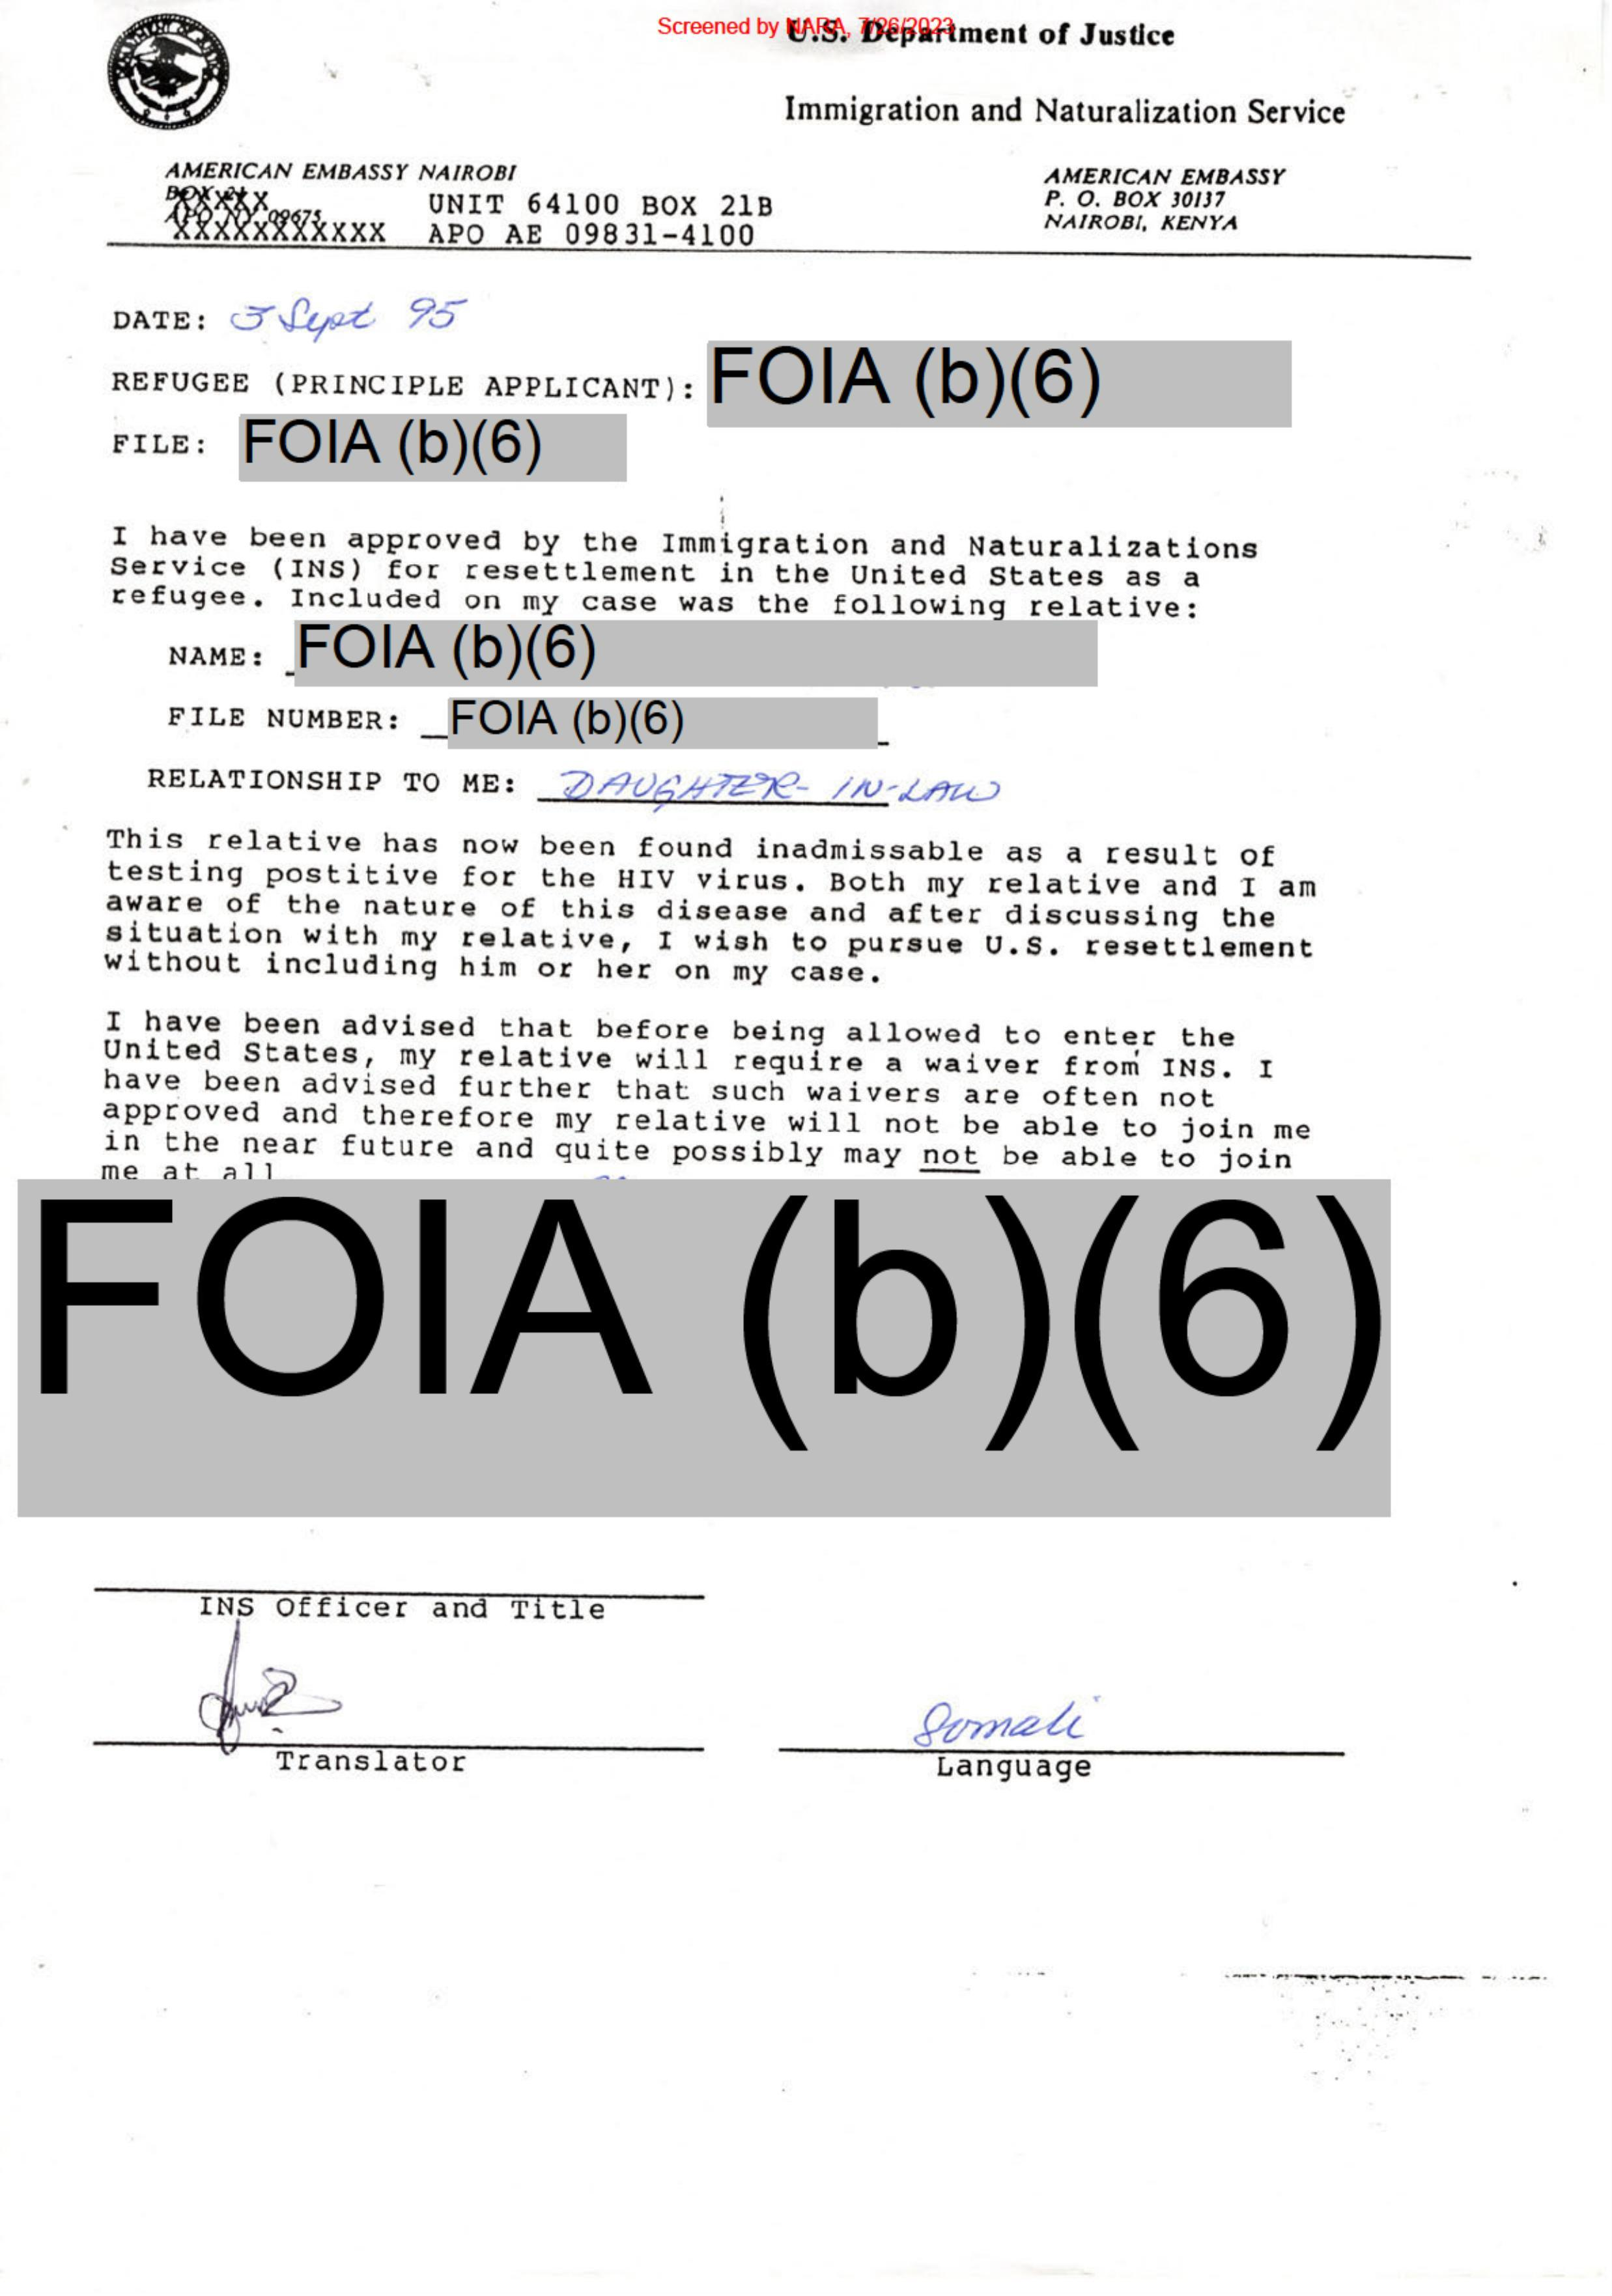 Screened by NARA, 7/26/2023
U.S. Department of Justice
Immigration and Naturalization Service
AMERICAN EMBASSY NAIROBI
BOX 21
APO NY 09675
XXXXXXXXXXX
UNIT 64100 BOX 21B
APO AE 09831-4100
AMERICAN EMBASSY
P. O. BOX 30137
NAIROBI, KENYA
DATE: 3 Sept 95
REFUGEE (PRINCIPLE APPLICANT): FOIA (b)(6)
FILE: FOIA (b)(6)
I have been approved by the Immigration and Naturalizations
Service (INS) for resettlement in the United States as a
refugee. Included on my case was the following relative:
NAME: FOIA (b)(6)
FILE NUMBER: FOIA (b)(6)
RELATIONSHIP TO ME: DAUGHTER-IN-LAW
This relative has now been found inadmissable as a result of
testing postitive for the HIV virus. Both my relative and I am
aware of the nature of this disease and after discussing the
situation with my relative, I wish to pursue U.S. resettlement
without including him or her on my case.
I have been advised that before being allowed to enter the
United States, my relative will require a waiver from INS. I
have been advised further that such waivers are often not
approved and therefore my relative will not be able to join me
in the near future and quite possibly may not be able to join
me at all
FOIA (b)(6)
INS Officer and Title
Translator
Somali
Language